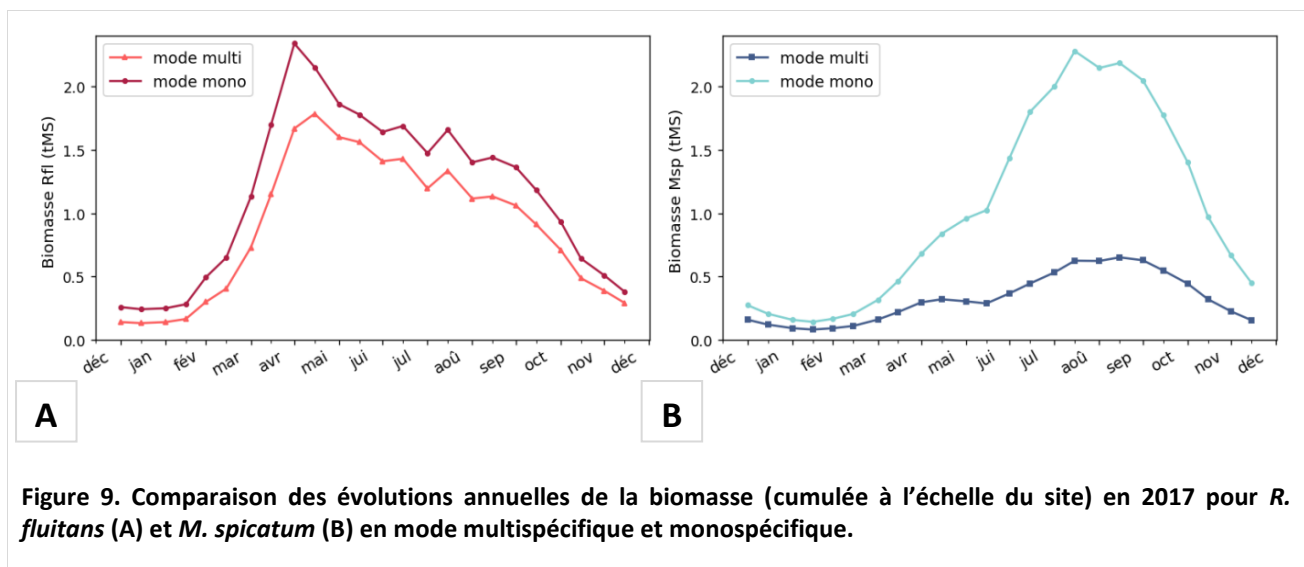 mode multi
mode mono
Biomasse Rfl (tMS)
2.0
1.5
1.0
0.5
0.0
déc
jan
fév
mar
avr
mai
jui
jul
aoû
sep
oct
nov
déc
A
mode multi
mode mono
Biomasse Msp (tMS)
2.0
1.5
1.0
0.5
0.0
déc
jan
fév
mar
avr
mai
jui
jul
aoû
sep
oct
nov
déc
B
Figure 9. Comparaison des évolutions annuelles de la biomasse (cumulée à l’échelle du site) en 2017 pour R.
fluitans (A) et M. spicatum (B) en mode multispécifique et monospécifique.